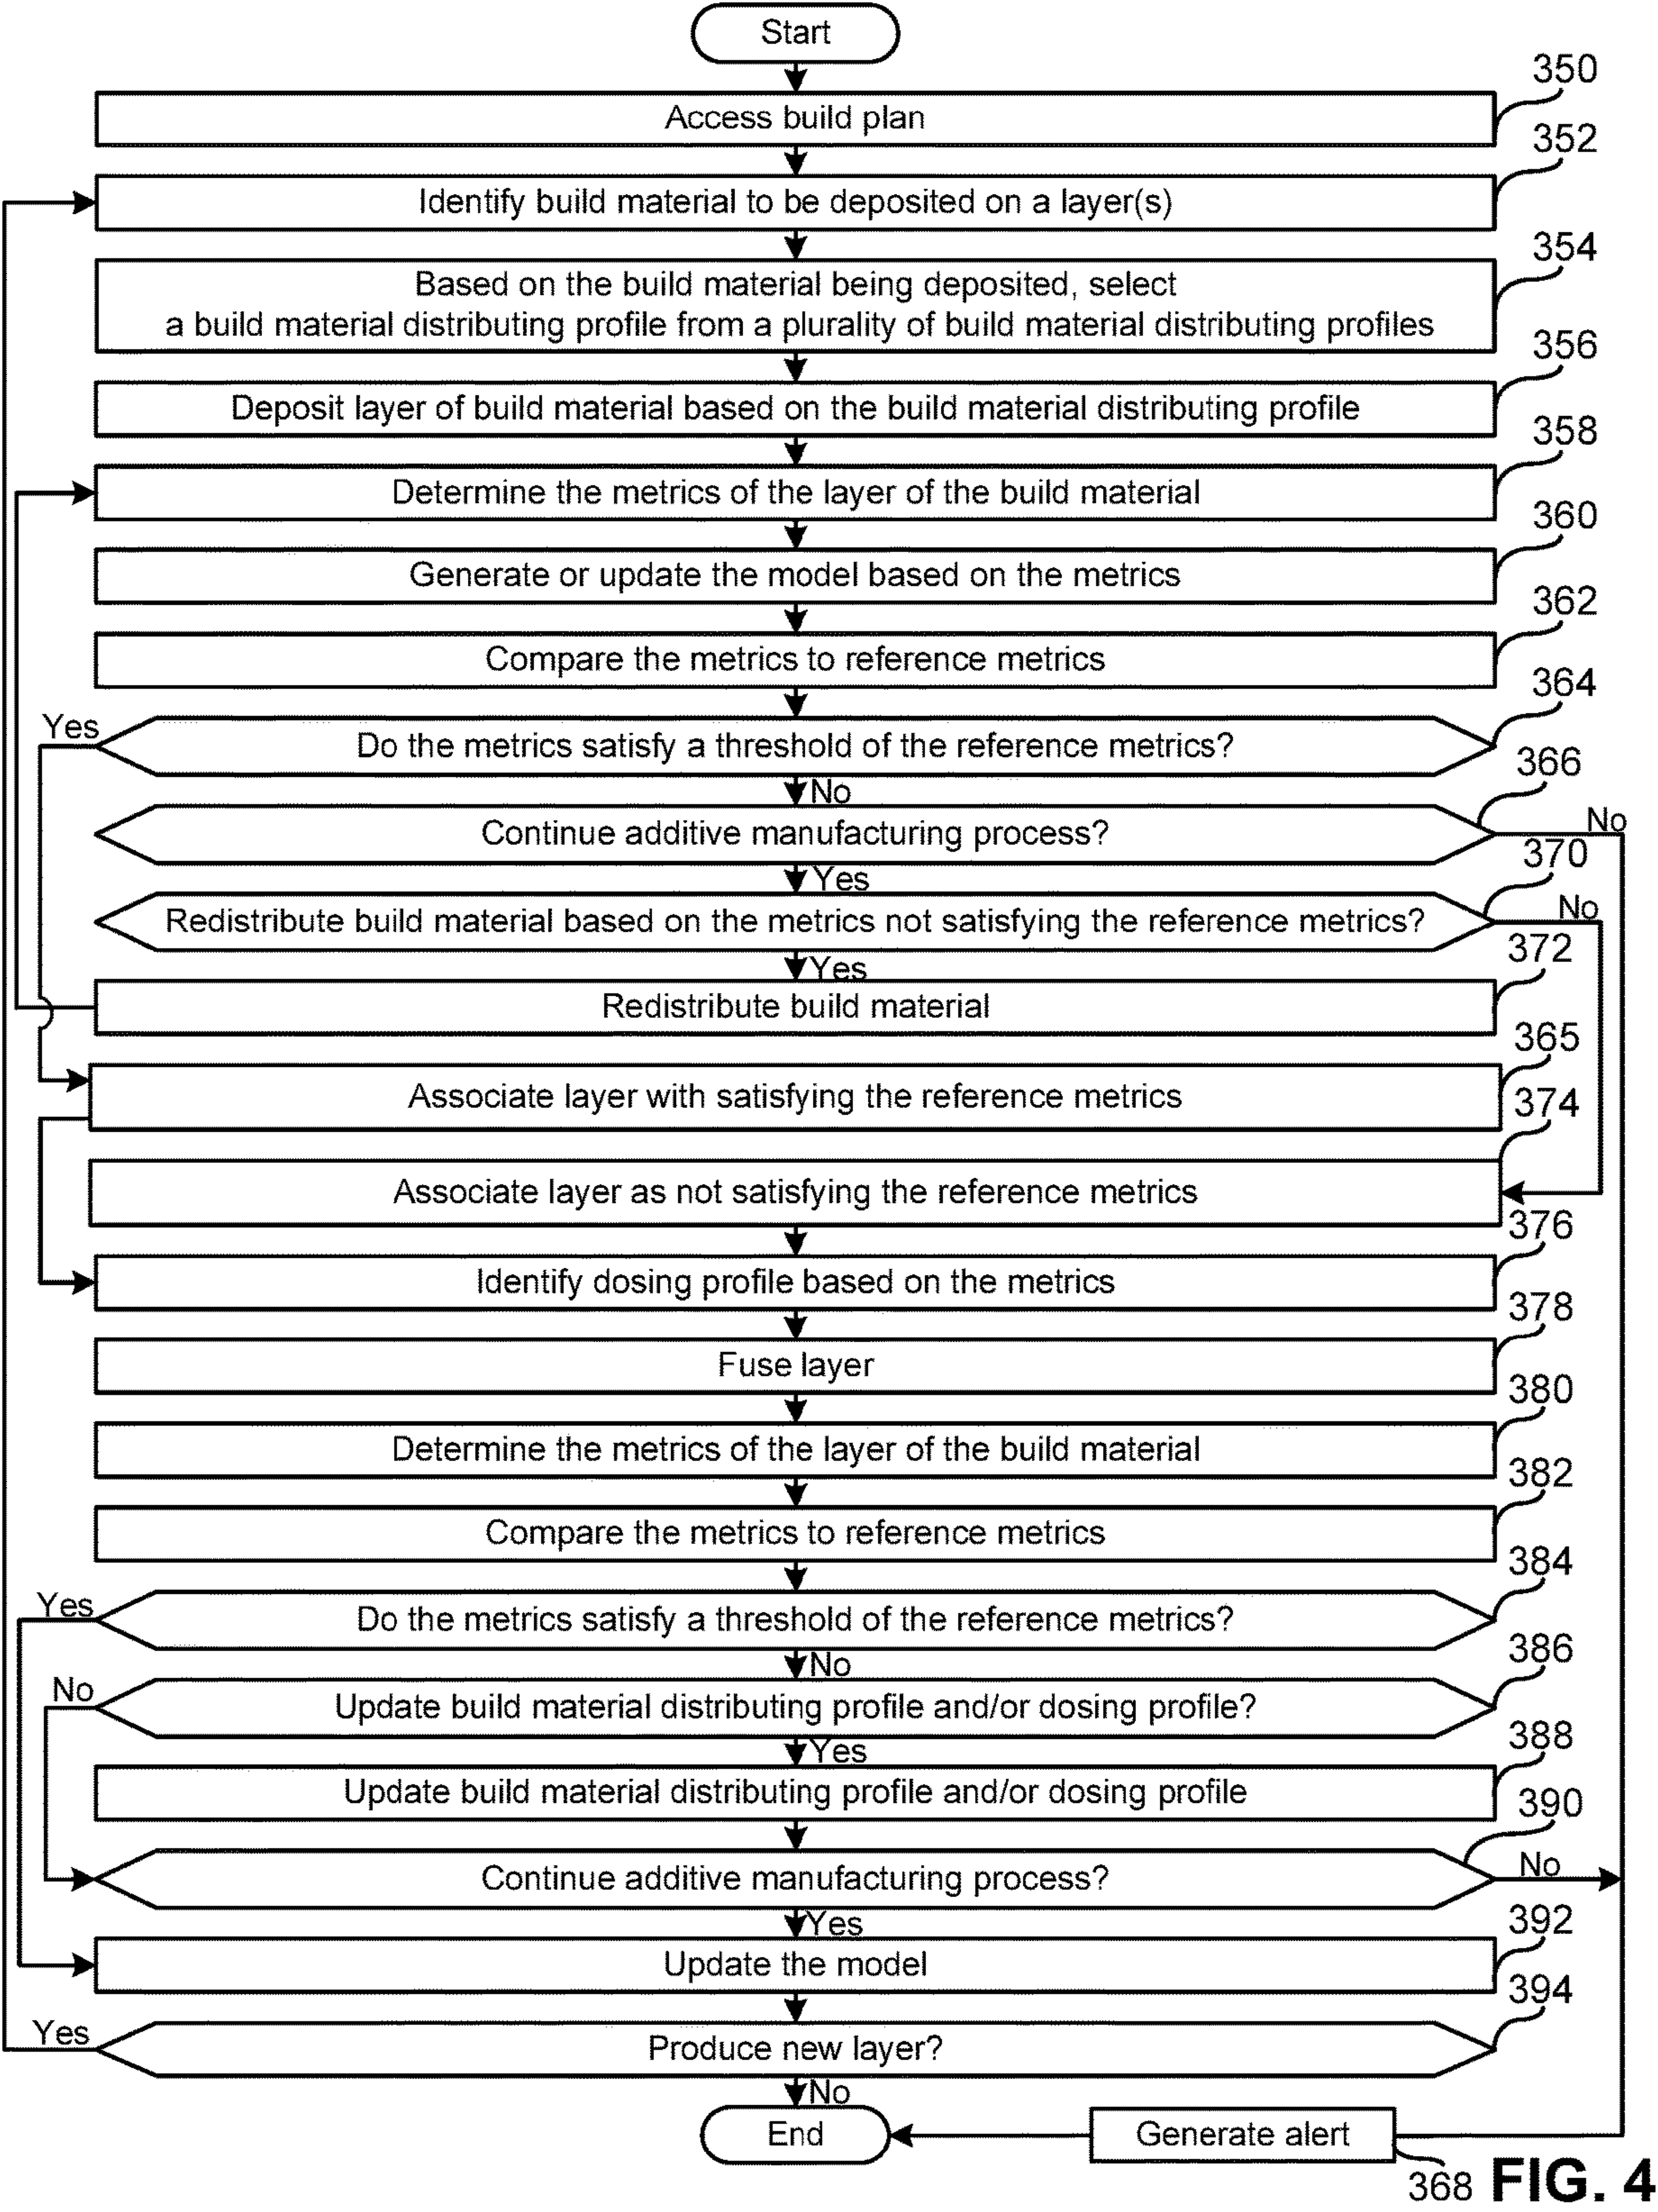 Start
350
Access build plan
352
Identify build material to be deposited on a layer(s)
354
Based on the build material being deposited, select
a build material distributing profile from a plurality of build material distributing profiles
356
Deposit layer of build material based on the build material distributing profile
358
Determine the metrics of the layer of the build material
360
Generate or update the model based on the metrics
362
Compare the metrics to reference metrics
364
Yes
Do the metrics satisfy a threshold of the reference metrics?
366
No
Continue additive manufacturing process?
No
370
Yes
Redistribute build material based on the metrics not satisfying the reference metrics?
No
372
Yes
Redistribute build material
365
Associate layer with satisfying the reference metrics
374
Associate layer as not satisfying the reference metrics
376
Identify dosing profile based on the metrics
378
Fuse layer
380
Determine the metrics of the layer of the build material
382
Compare the metrics to reference metrics
384
Yes
Do the metrics satisfy a threshold of the reference metrics?
386
No
No
Update build material distributing profile and/or dosing profile?
388
Yes
Update build material distributing profile and/or dosing profile
390
Continue additive manufacturing process?
No
392
Yes
Update the model
394
Yes
Produce new layer?
No
End
Generate alert
368
FIG. 4